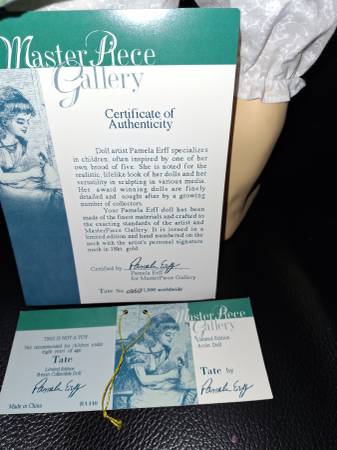 MasterPiece
Gallery
Certificate of
Authenticity
Doll artist Pamela Erff specializes
in children, often inspired by one of her
own brood of five. She is noted for the
realistic, lifelike look of her dolls and her
versatility in sculpting in various media.
Her award winning dolls are finely
detailed and sought after by a growing
number of collectors.
Your Pamela Erff doll has been
made of the finest materials and crafted to
the exacting standards of the artist and
MasterPiece Gallery. It is issued in a
limited edition and hand numbered on the
neck with the artist's personal signature
mark in 18kt. gold.
Certified by Pamela Erff
Pamela Erff
for MasterPiece Gallery
Tate No. /1,500 worldwide
MasterPiece
Gallery
THIS IS NOT A TOY
Not recommended for children under
eight years of age
Tate
Limited Edition
Collectible Doll
Pamela Erff
Made in China
Limited Edition
Artist Doll
Tate by
Pamela Erff